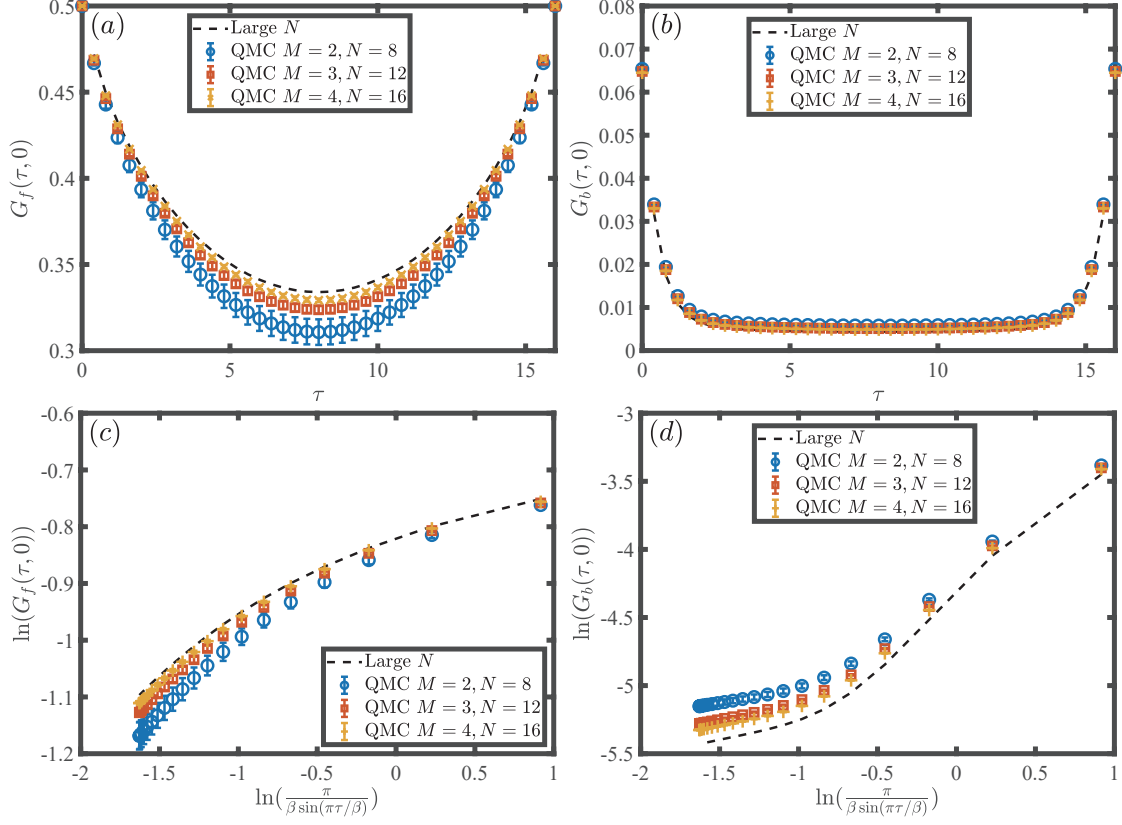 (a)
Large N
QMC M = 2, N = 8
QMC M = 3, N = 12
QMC M = 4, N = 16
G_f(τ, 0)
0.5
0.45
0.4
0.35
0.3
0 5 10 15
τ
(b)
Large N
QMC M = 2, N = 8
QMC M = 3, N = 12
QMC M = 4, N = 16
G_b(τ, 0)
0.08
0.07
0.06
0.05
0.04
0.03
0.02
0.01
0
0 5 10 15
τ
(c)
Large N
QMC M = 2, N = 8
QMC M = 3, N = 12
QMC M = 4, N = 16
ln(G_f(τ, 0))
-0.6
-0.7
-0.8
-0.9
-1
-1.1
-1.2
-2 -1.5 -1 -0.5 0 0.5 1
ln(π / β sin(πτ/β))
(d)
Large N
QMC M = 2, N = 8
QMC M = 3, N = 12
QMC M = 4, N = 16
ln(G_b(τ, 0))
-3
-3.5
-4
-4.5
-5
-5.5
-2 -1.5 -1 -0.5 0 0.5 1
ln(π / β sin(πτ/β))